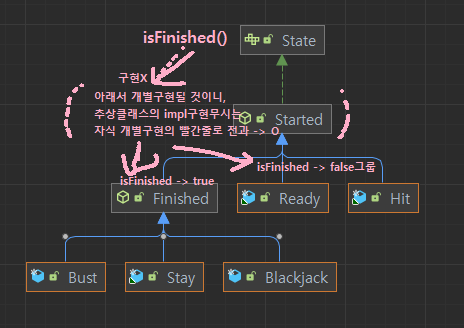 isFinished()
State
구현X
아래서 개별구현될 것이니,
추상클래스의 impl구현무시는
자식 개별구현의 빨간줄로 전과 -> O
Started
isFinished -> true
isFinished -> false그룹
Finished
Ready
Hit
Bust
Stay
Blackjack